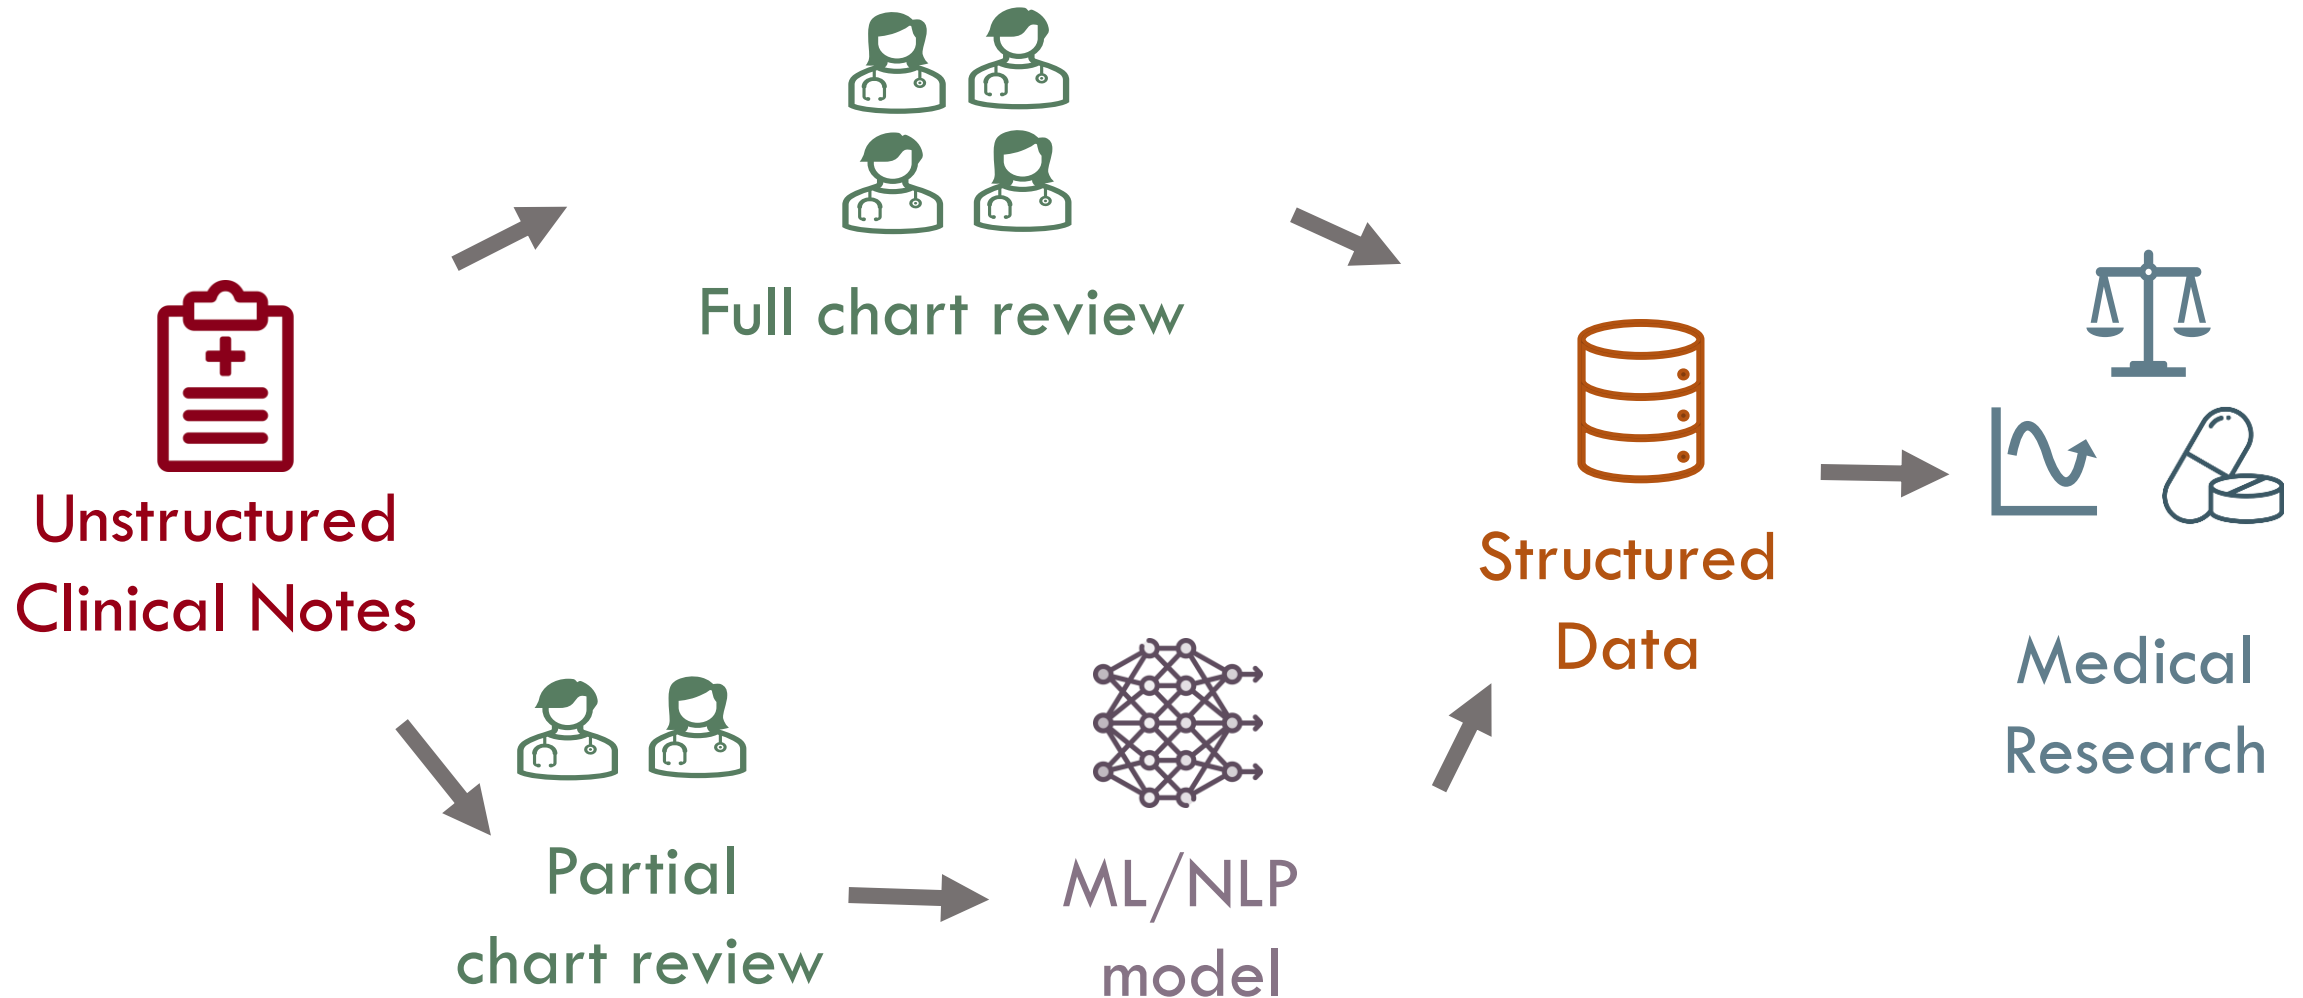 Full chart review
Unstructured
Clinical Notes
Structured
Data
Medical
Research
Partial
chart review
ML/NLP
model